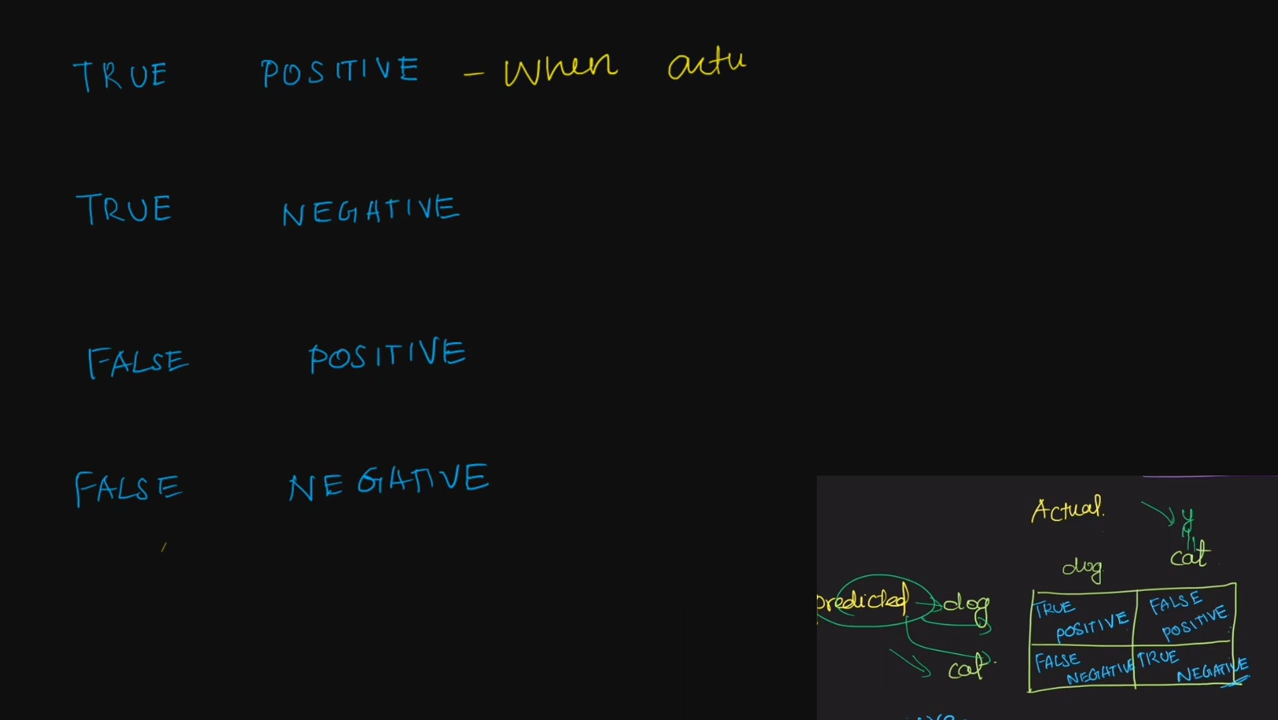 TRUE POSITIVE - When actu
TRUE NEGATIVE
FALSE POSITIVE
FALSE NEGATIVE
Actual.
y
dog cat
predicted dog
TRUE POSITIVE FALSE POSITIVE
cat
FALSE NEGATIVE TRUE NEGATIVE